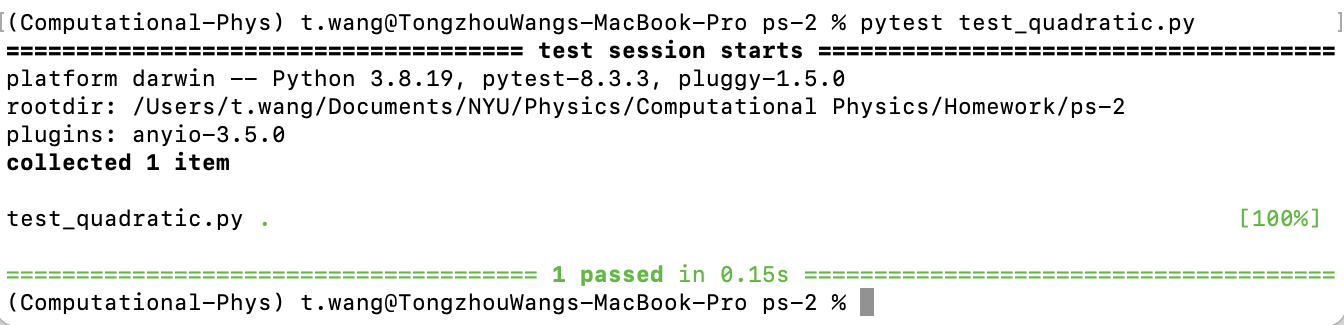 [(Computational-Phys) t.wang@TongzhouWangs-MacBook-Pro ps-2 % pytest test_quadratic.py ]
===================================== test session starts =====================================
platform darwin -- Python 3.8.19, pytest-8.3.3, pluggy-1.5.0
rootdir: /Users/t.wang/Documents/NYU/Physics/Computational Physics/Homework/ps-2
plugins: anyio-3.5.0
collected 1 item
test_quadratic.py . [100%]
====================================== 1 passed in 0.15s ======================================
(Computational-Phys) t.wang@TongzhouWangs-MacBook-Pro ps-2 %